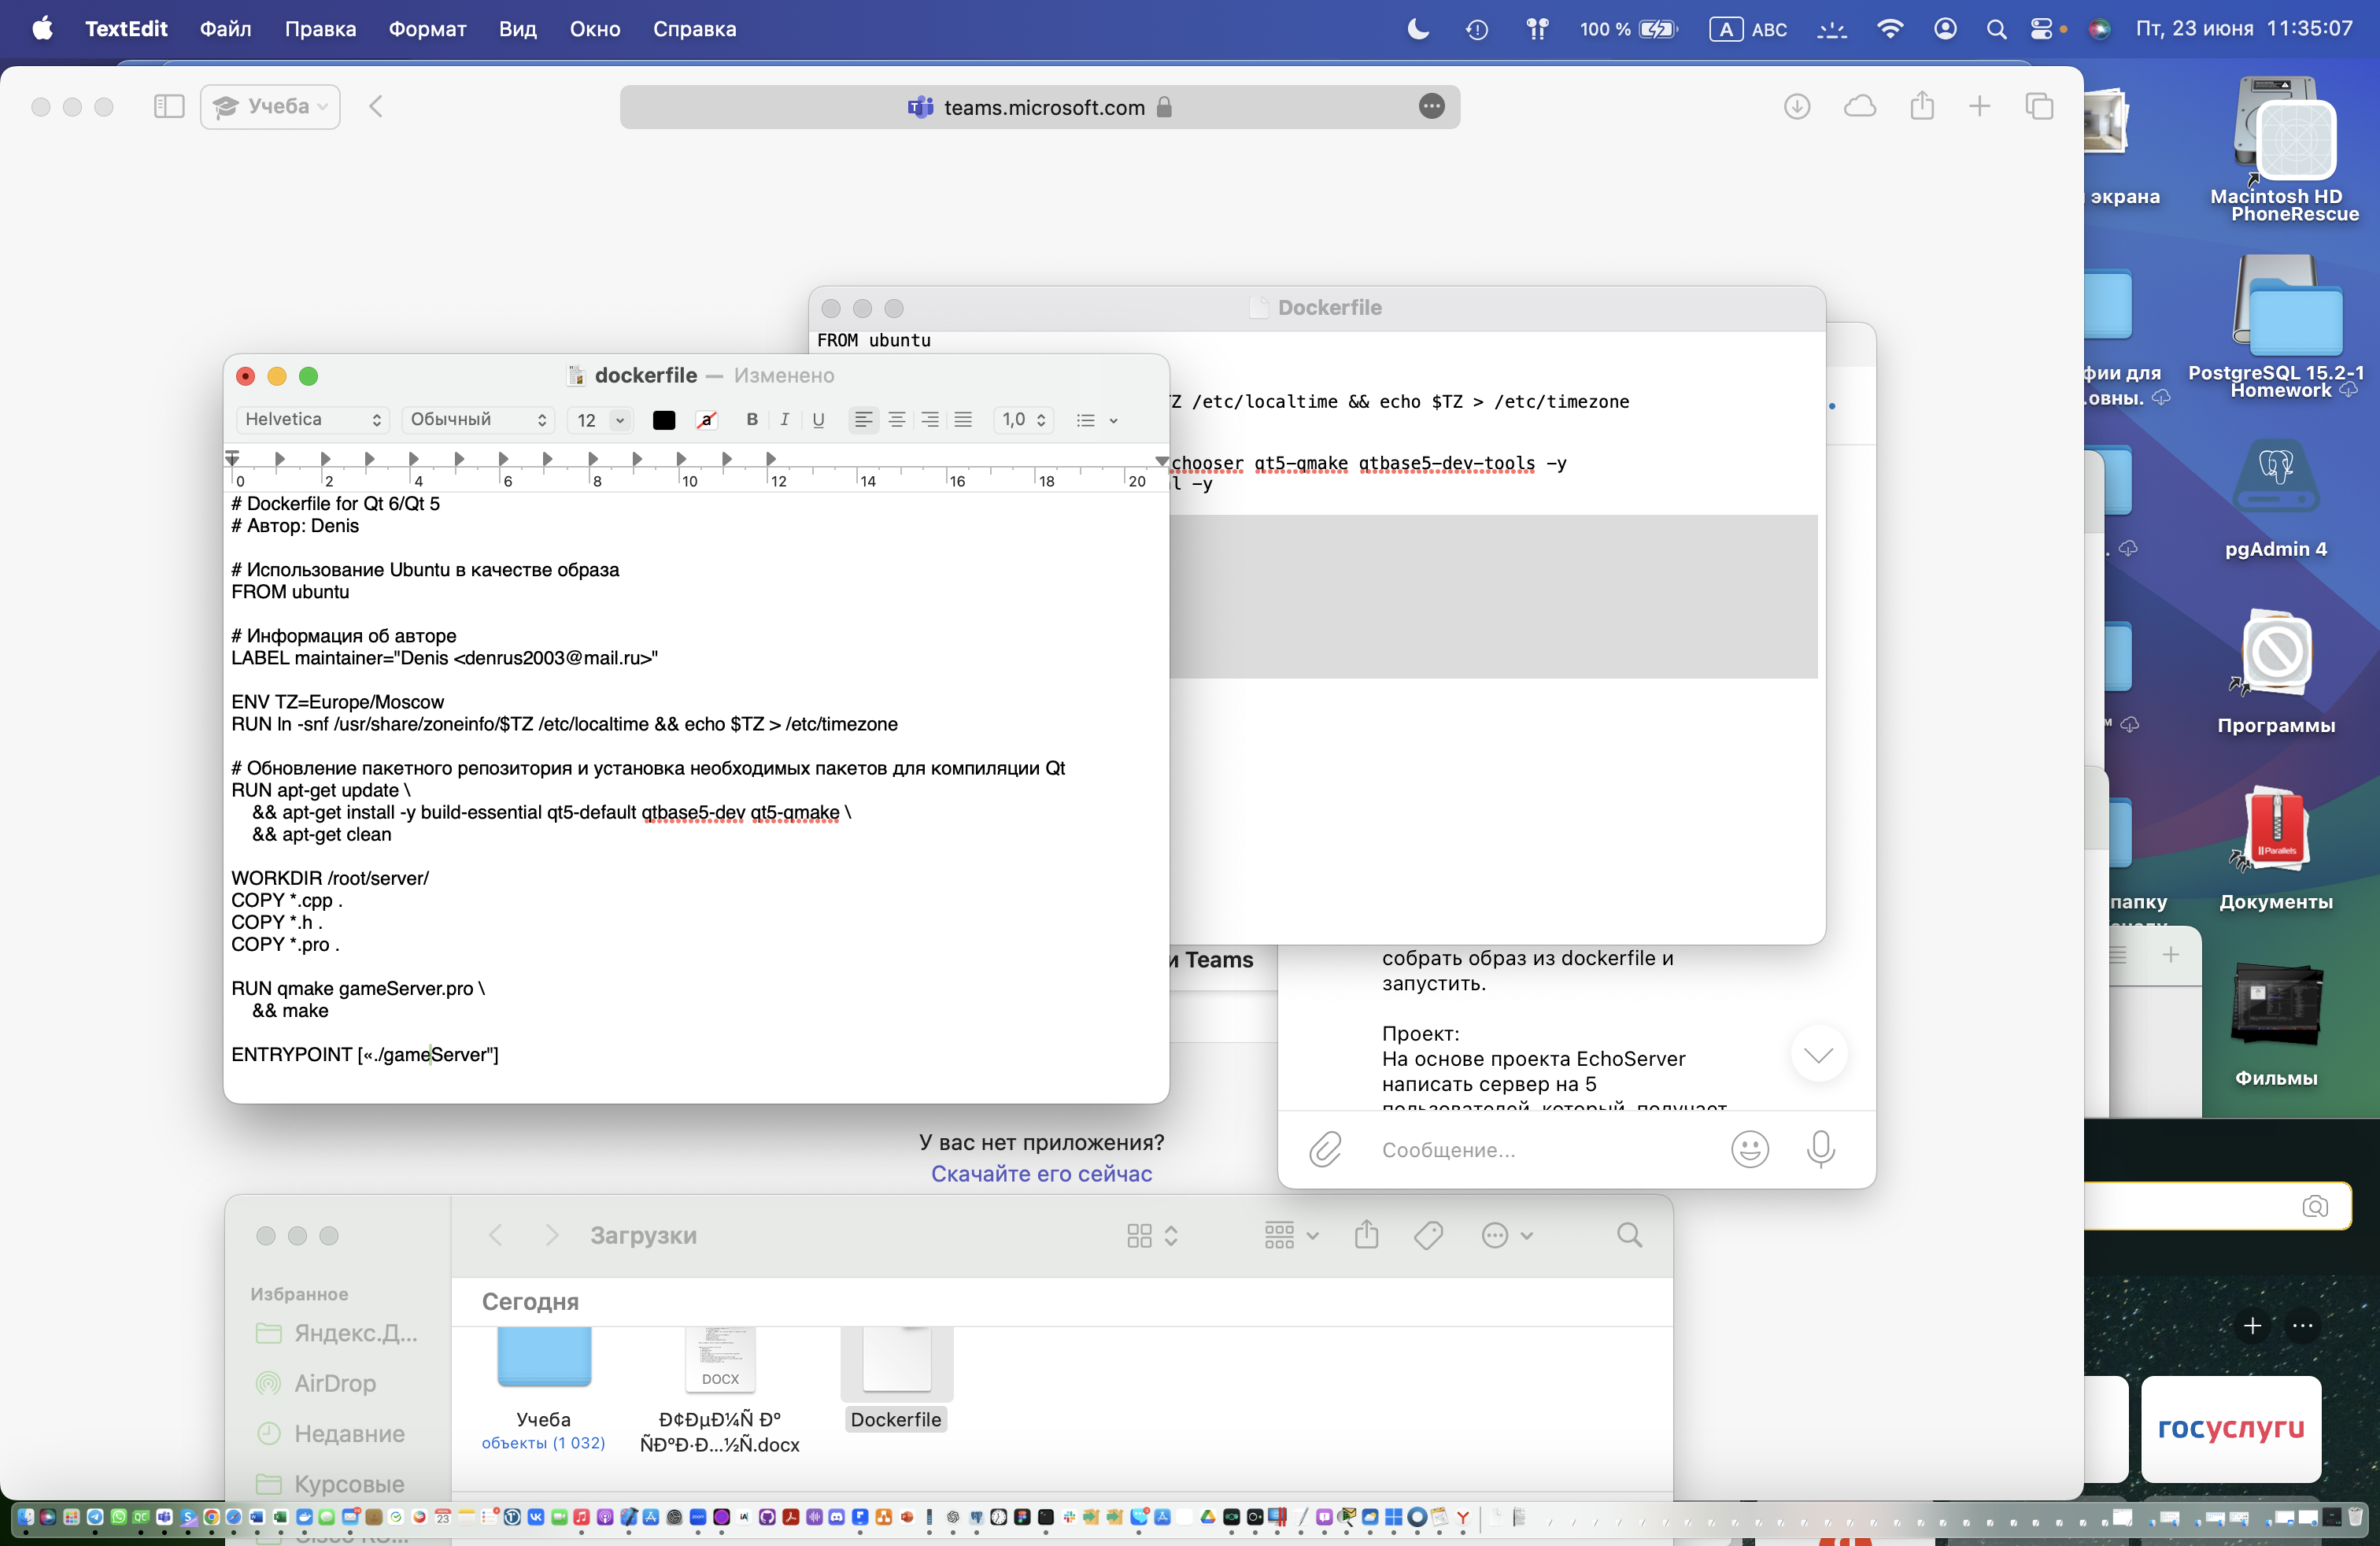 TextEdit Файл Правка Формат Вид Окно Справка 100 % A ABC Пт, 23 июня 11:35:07
Учеба teams.microsoft.com
экрана
Macintosh HD
PhoneRescue
Dockerfile
FROM ubuntu
Z /etc/localtime && echo $TZ > /etc/timezone
chooser qt5-qmake qtbase5-dev-tools -y
l -y
dockerfile — Изменено
Helvetica Обычный 12 a B I U 1,0
0 2 4 6 8 10 12 14 16 18 20
# Dockerfile for Qt 6/Qt 5
# Автор: Denis
# Использование Ubuntu в качестве образа
FROM ubuntu
# Информация об авторе
LABEL maintainer="Denis <denrus2003@mail.ru>"
ENV TZ=Europe/Moscow
RUN ln -snf /usr/share/zoneinfo/$TZ /etc/localtime && echo $TZ > /etc/timezone
# Обновление пакетного репозитория и установка необходимых пакетов для компиляции Qt
RUN apt-get update \
&& apt-get install -y build-essential qt5-default qtbase5-dev qt5-qmake \
&& apt-get clean
WORKDIR /root/server/
COPY *.cpp .
COPY *.h .
COPY *.pro .
RUN qmake gameServer.pro \
&& make
ENTRYPOINT [«./gameServer"]
фии для
.овны.
PostgreSQL 15.2-1
Homework
pgAdmin 4
Программы
Parallels
папку
Документы
Фильмы
и Teams
собрать образ из dockerfile и
запустить.
Проект:
На основе проекта EchoServer
написать сервер на 5
пользователей, который получает
Сообщение...
У вас нет приложения?
Скачайте его сейчас
Загрузки
Избранное
Яндекс.Д...
AirDrop
Недавние
Курсовые
Сегодня
DOCX
Учеба
объекты (1 032)
Ð¢ÐµÐ¼Ñ Ðº
ÑÐºÐ·Ð…½Ñ.docx
Dockerfile
госуслуги